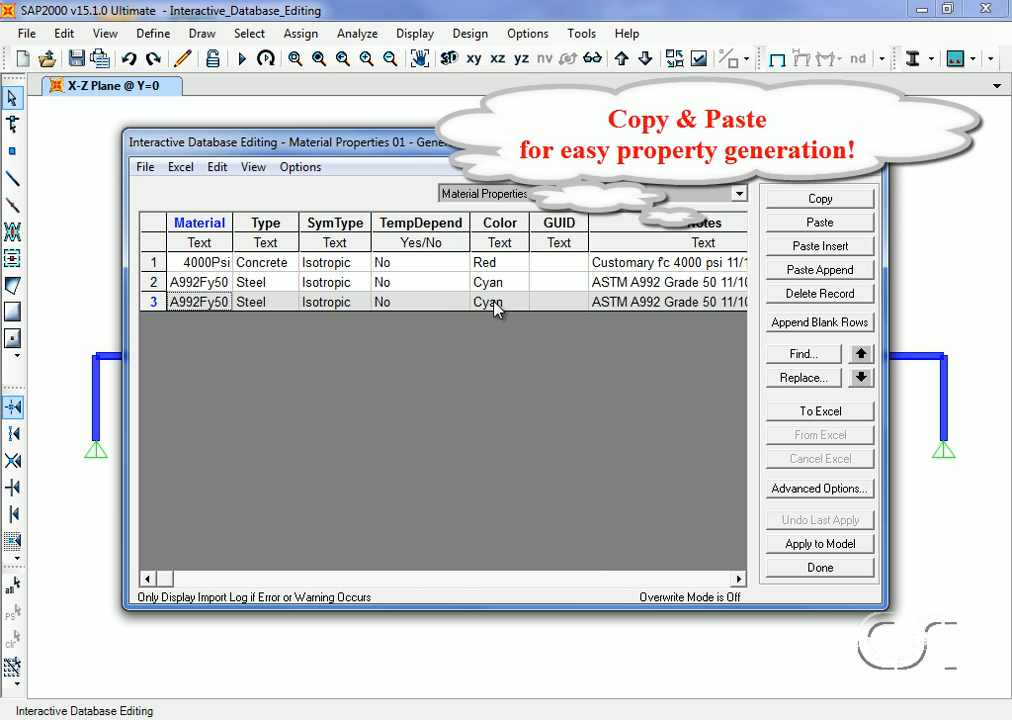 SAP2000 v15.1.0 Ultimate - Interactive_Database_Editing
File Edit View Define Draw Select Assign Analyze Display Design Options Tools Help
3D xy xz yz nv nd
X-Z Plane @ Y=0
Copy & Paste
for easy property generation!
Interactive Database Editing - Material Properties 01 - Gene
File Excel Edit View Options
Material Properties
Material Type SymType TempDepend Color GUID Notes
Text Text Text Yes/No Text Text Text
1 4000Psi Concrete Isotropic No Red Customary f'c 4000 psi 11/1
2 A992Fy50 Steel Isotropic No Cyan ASTM A992 Grade 50 11/10
3 A992Fy50 Steel Isotropic No Cyan ASTM A992 Grade 50 11/10
Copy
Paste
Paste Insert
Paste Append
Delete Record
Append Blank Rows
Find...
Replace...
To Excel
From Excel
Cancel Excel
Advanced Options...
Undo Last Apply
Apply to Model
Done
Only Display Import Log if Error or Warning Occurs
Overwrite Mode is Off
all
PS
clr
CSI
Interactive Database Editing